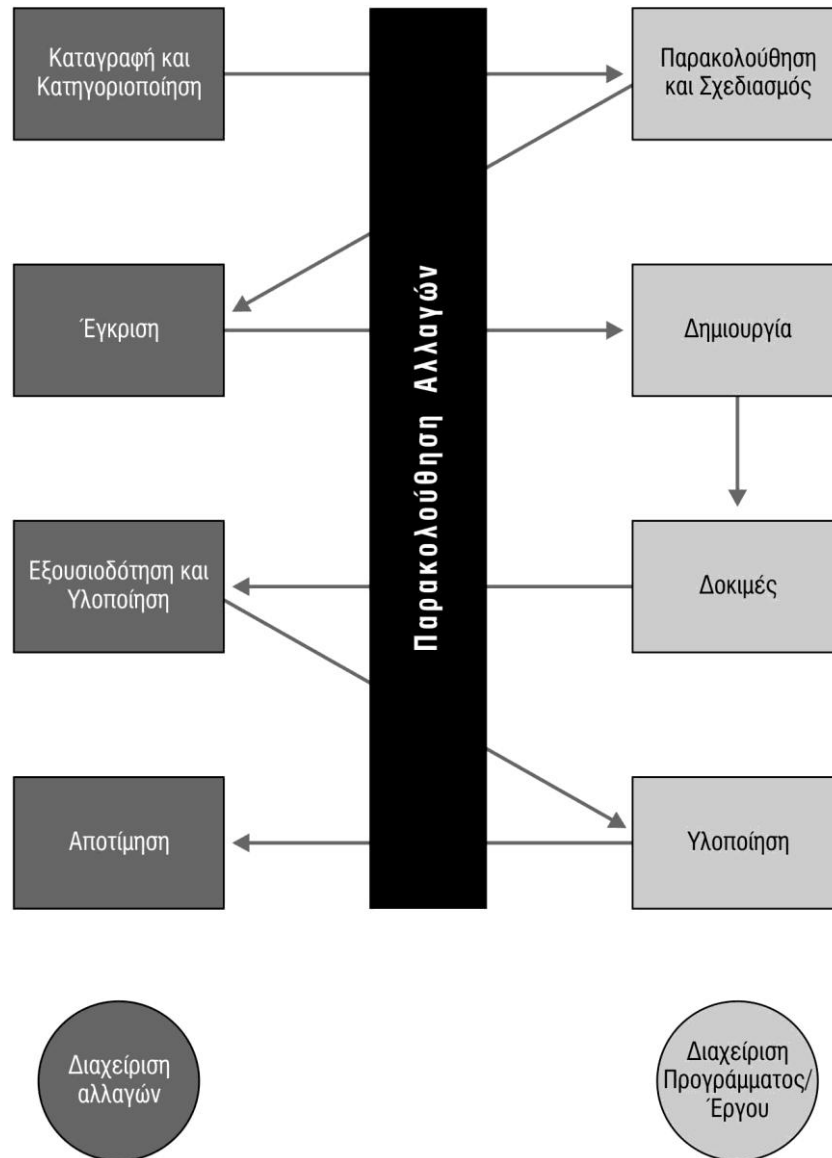 Καταγραφή και
Κατηγοριοποίηση
Παρακολούθηση
και Σχεδιασμός
Παρακολούθηση Αλλαγών
Έγκριση
Δημιουργία
Εξουσιοδότηση και
Υλοποίηση
Δοκιμές
Αποτίμηση
Υλοποίηση
Διαχείριση
αλλαγών
Διαχείριση
Προγράμματος/
Έργου